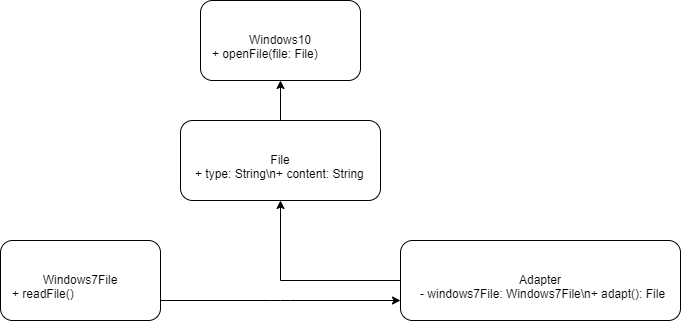 Windows10
+ openFile(file: File)
File
+ type: String\n+ content: String
Windows7File
+ readFile()
Adapter
- windows7File: Windows7File\n+ adapt(): File